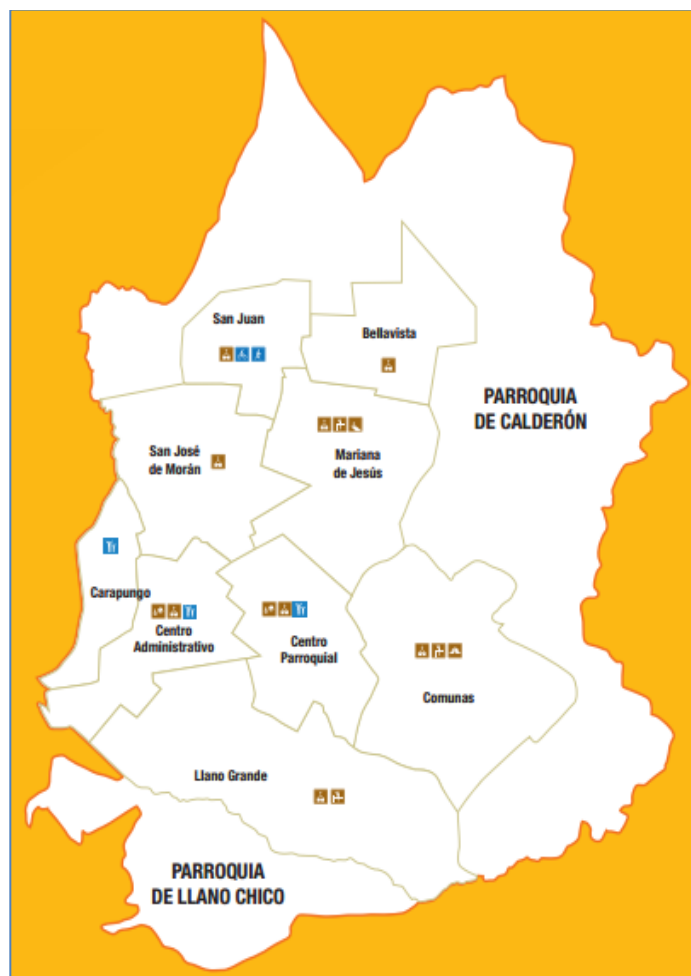 San Juan
Bellavista
PARROQUIA
DE CALDERÓN
San José
de Morán
Mariana
de Jesús
Carapungo
Centro
Administrativo
Centro
Parroquial
Comunas
Llano Grande
PARROQUIA
DE LLANO CHICO